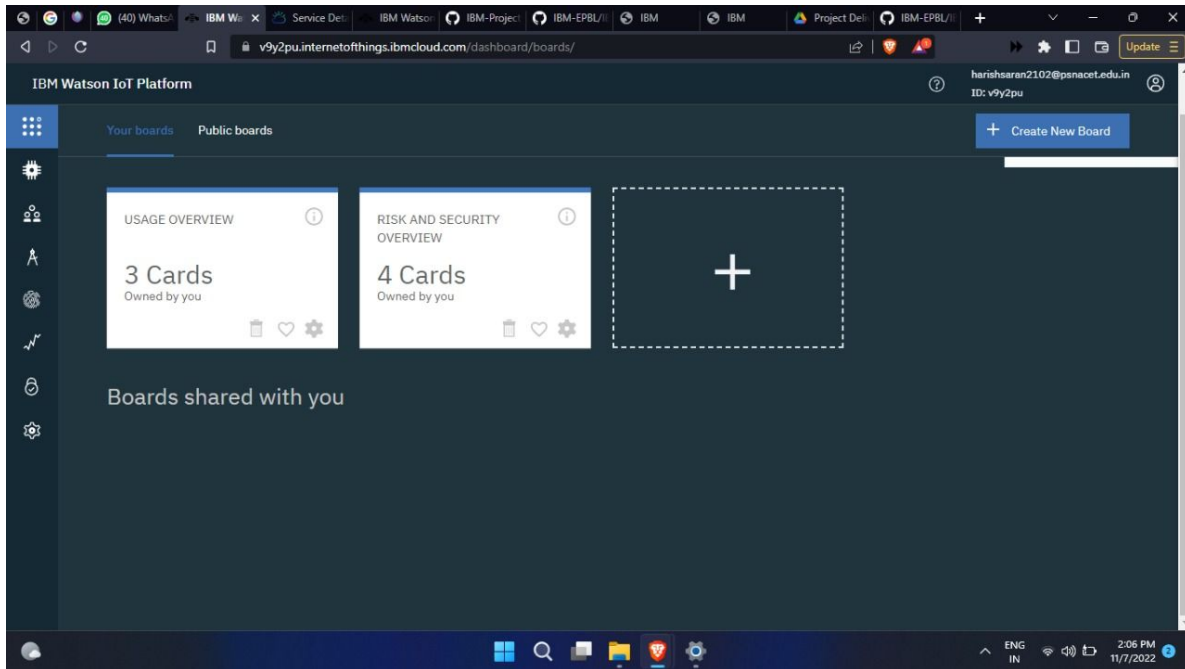 (40) WhatsA
IBM Wa
Service Deta
IBM Watson
IBM-Project
IBM-EPBL/I
IBM
IBM
Project Deli
IBM-EPBL/I
v9y2pu.internetofthings.ibmcloud.com/dashboard/boards/
Update
IBM Watson IoT Platform
harishsaran2102@psnacet.edu.in
ID: v9y2pu
Your boards Public boards
+ Create New Board
USAGE OVERVIEW
3 Cards
Owned by you
RISK AND SECURITY
OVERVIEW
4 Cards
Owned by you
Boards shared with you
ENG
IN
2:06 PM
11/7/2022
2